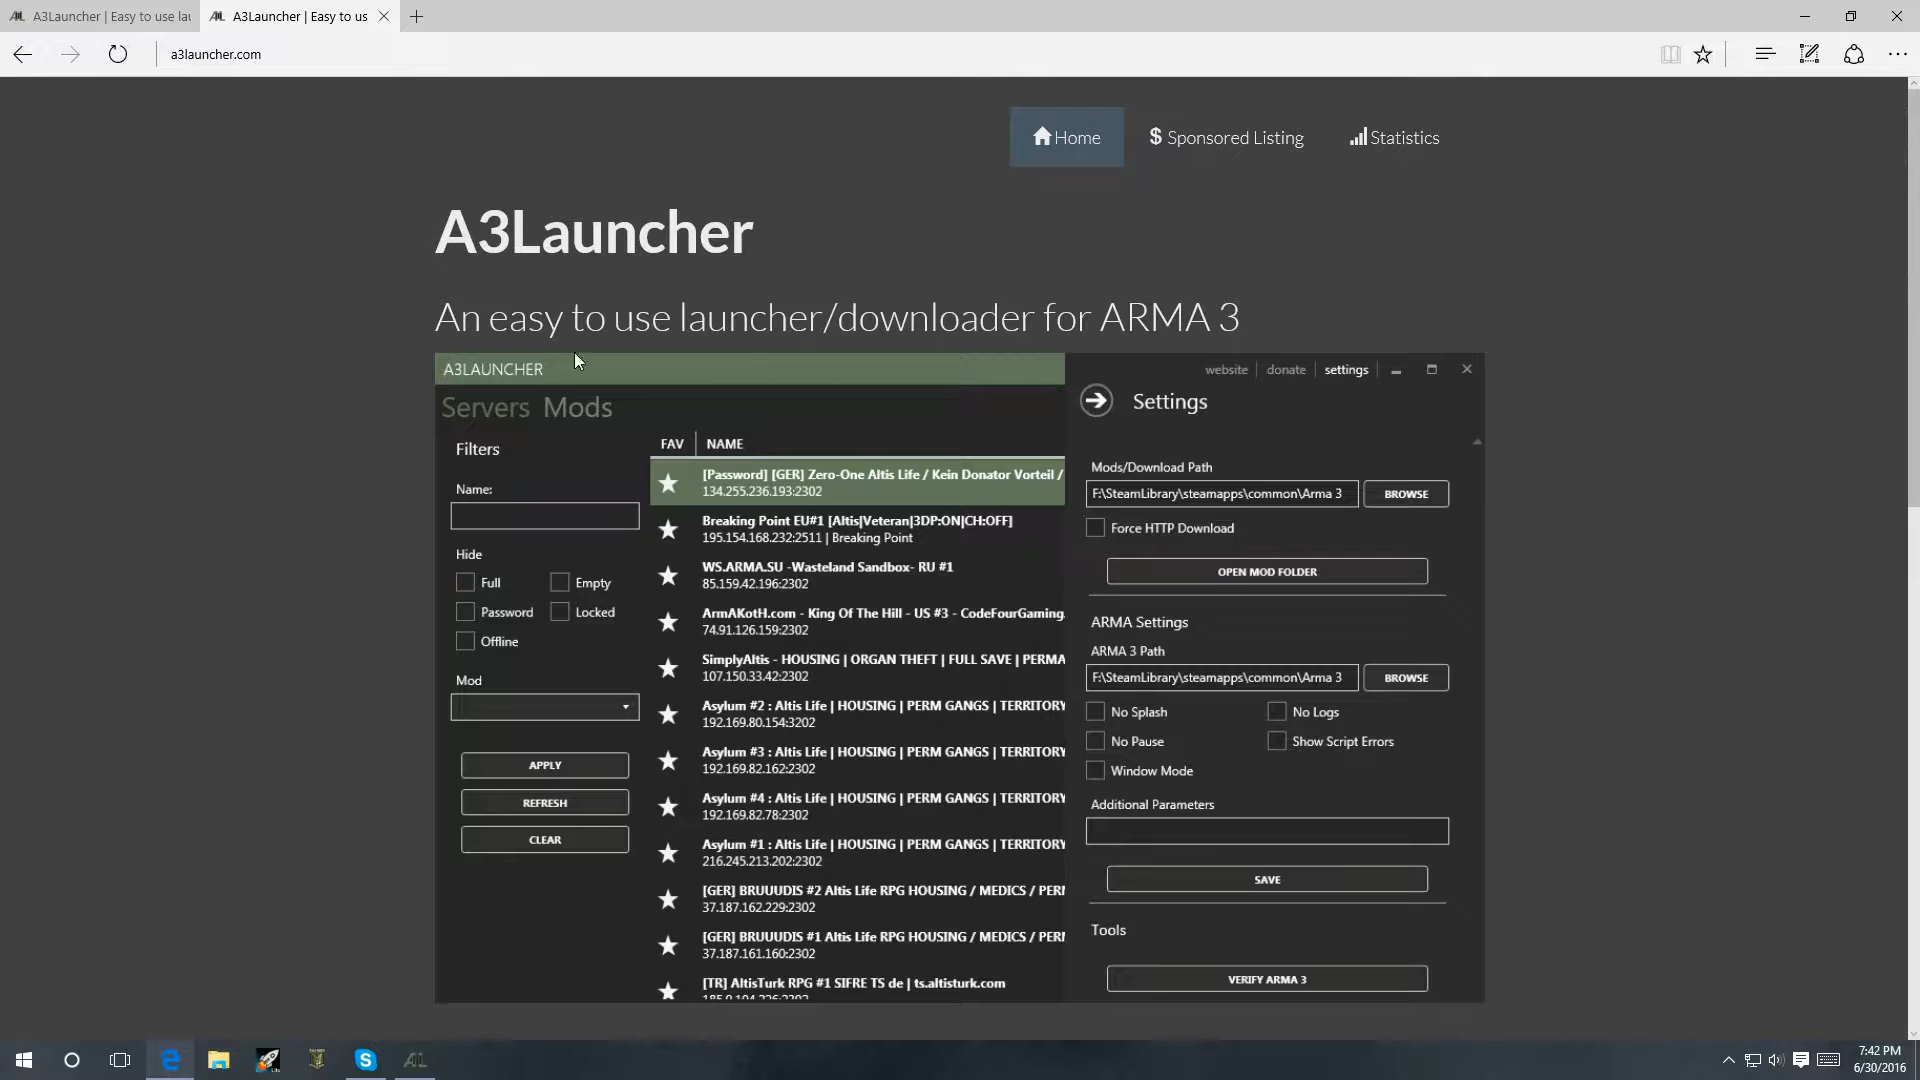 A3Launcher | Easy to use lau
A3Launcher | Easy to us
a3launcher.com
Home
$ Sponsored Listing
Statistics
A3Launcher
An easy to use launcher/downloader for ARMA 3
A3LAUNCHER
website
donate
settings
Servers Mods
Filters
Name:
Hide
Full
Empty
Password
Locked
Offline
Mod
APPLY
REFRESH
CLEAR
FAV
NAME
[Password] [GER] Zero-One Altis Life / Kein Donator Vorteil /
134.255.236.193:2302
Breaking Point EU#1 [Altis|Veteran|3DP:ON|CH:OFF]
195.154.168.232:2511 | Breaking Point
WS.ARMA.SU -Wasteland Sandbox- RU #1
85.159.42.196:2302
ArmAKotH.com - King Of The Hill - US #3 - CodeFourGaming.
74.91.126.159:2302
SimplyAltis - HOUSING | ORGAN THEFT | FULL SAVE | PERMA
107.150.33.42:2302
Asylum #2 : Altis Life | HOUSING | PERM GANGS | TERRITORY
192.169.80.154:3202
Asylum #3 : Altis Life | HOUSING | PERM GANGS | TERRITORY
192.169.82.162:2302
Asylum #4 : Altis Life | HOUSING | PERM GANGS | TERRITORY
192.169.82.78:2302
Asylum #1 : Altis Life | HOUSING | PERM GANGS | TERRITORY
216.245.213.202:2302
[GER] BRUUUDIS #2 Altis Life RPG HOUSING / MEDICS / PERM
37.187.162.229:2302
[GER] BRUUUDIS #1 Altis Life RPG HOUSING / MEDICS / PERM
37.187.161.160:2302
[TR] AltisTurk RPG #1 SIFRE TS de | ts.altisturk.com
Settings
Mods/Download Path
F:\SteamLibrary\steamapps\common\Arma 3
BROWSE
Force HTTP Download
OPEN MOD FOLDER
ARMA Settings
ARMA 3 Path
F:\SteamLibrary\steamapps\common\Arma 3
BROWSE
No Splash
No Logs
No Pause
Show Script Errors
Window Mode
Additional Parameters
SAVE
Tools
VERIFY ARMA 3
7:42 PM
6/30/2016